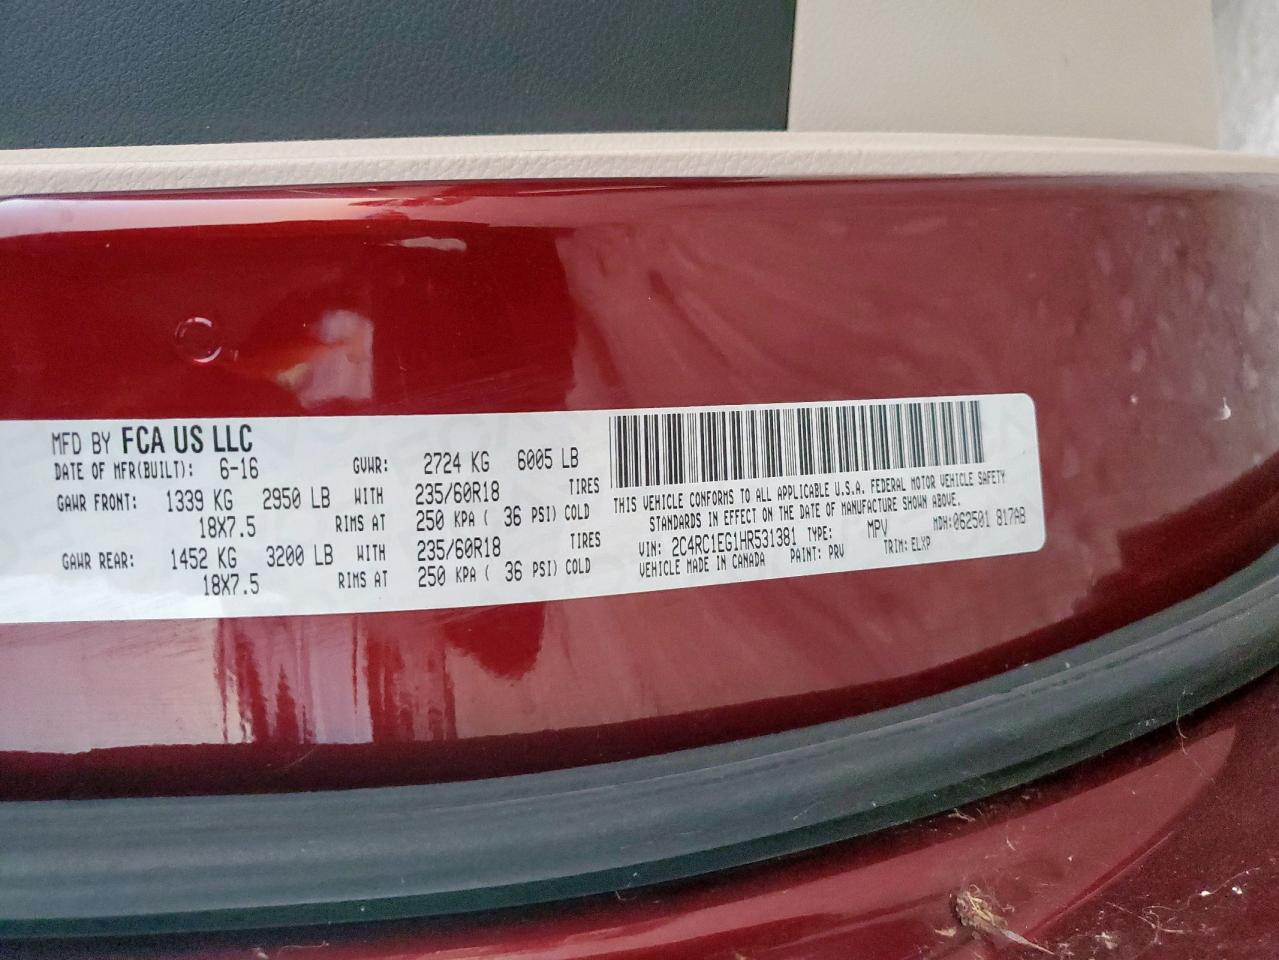 MFD BY FCA US LLC
DATE OF MFR(BUILT): 6-16 GVWR: 2724 KG 6005 LB
GAWR FRONT: 1339 KG 2950 LB WITH 235/60R18 TIRES
18X7.5 RIMS AT 250 KPA ( 36 PSI) COLD
GAWR REAR: 1452 KG 3200 LB WITH 235/60R18 TIRES
18X7.5 RIMS AT 250 KPA ( 36 PSI) COLD
THIS VEHICLE CONFORMS TO ALL APPLICABLE U.S.A. FEDERAL MOTOR VEHICLE SAFETY
STANDARDS IN EFFECT ON THE DATE OF MANUFACTURE SHOWN ABOVE.
VIN: 2C4RC1EG1HR531381 TYPE: MPV MDH:062501 817AB
VEHICLE MADE IN CANADA PAINT: PRV TRIM: ELXP